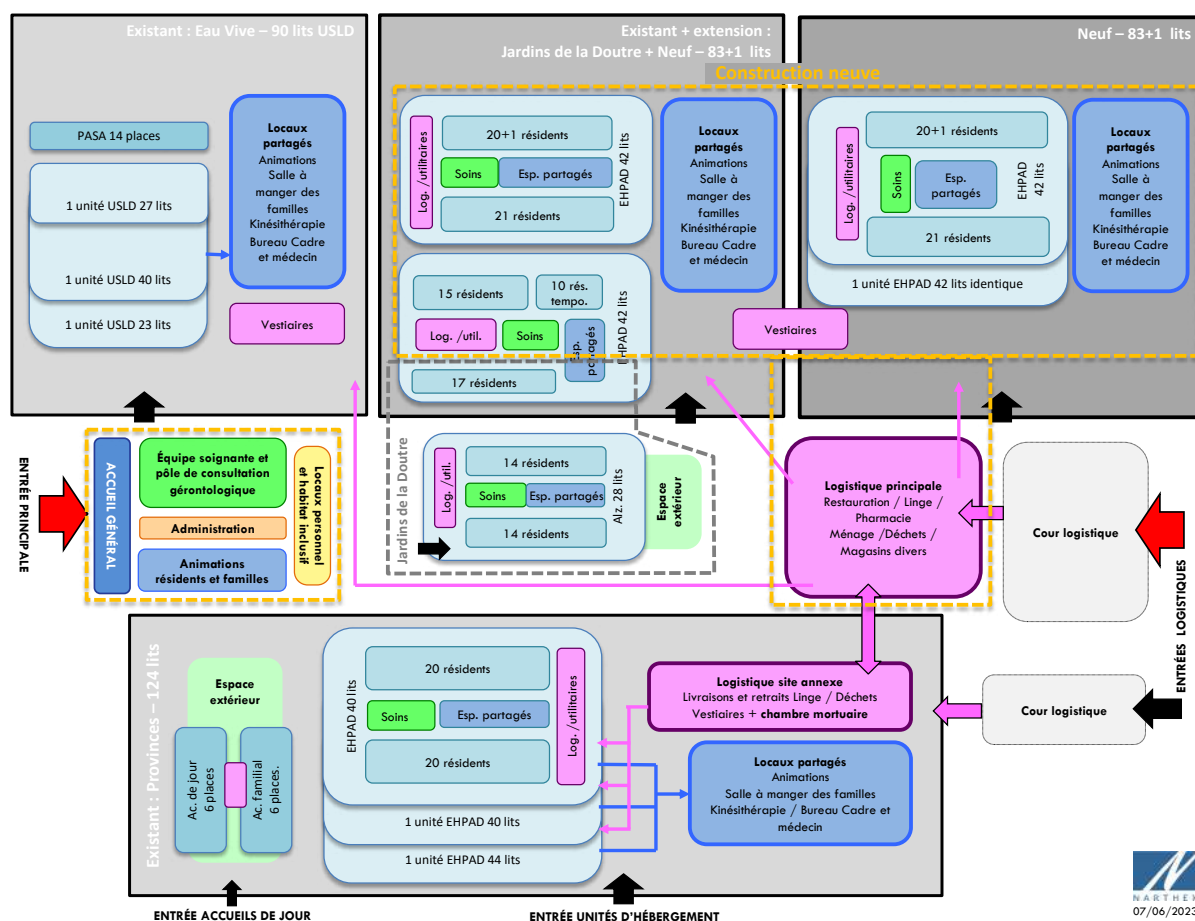 Existant : Eau Vive – 90 lits USLD
PASA 14 places
1 unité USLD 27 lits
1 unité USLD 40 lits
1 unité USLD 23 lits
Locaux
partagés
Animations
Salle à
manger des
familles
Kinésithérapie
Bureau Cadre
et médecin
Vestiaires
Existant + extension :
Jardins de la Doutre + Neuf – 83+1 lits
Neuf – 83+1 lits
Construction neuve
Log. /utilitaires
20+1 résidents
Soins
Esp. partagés
21 résidents
EHPAD 42 lits
Locaux
partagés
Animations
Salle à
manger des
familles
Kinésithérapie
Bureau Cadre
et médecin
15 résidents
10 rés.
tempo.
Log. /util.
Soins
Esp.
partagés
17 résidents
EHPAD 42 lits
Log. /utilitaires
20+1 résidents
Soins
Esp.
partagés
21 résidents
EHPAD
42 lits
1 unité EHPAD 42 lits identique
Locaux
partagés
Animations
Salle à
manger des
familles
Kinésithérapie
Bureau Cadre
et médecin
Vestiaires
ENTRÉE PRINCIPALE
ACCUEIL GÉNÉRAL
Équipe soignante et
pôle de consultation
gérontologique
Administration
Animations
résidents et familles
Locaux personnel
et habitat inclusif
Jardins de la Doutre
Log. /util.
14 résidents
Soins
Esp. partagés
14 résidents
Alz. 28 lits
Espace
extérieur
Logistique principale
Restauration / Linge /
Pharmacie
Ménage /Déchets /
Magasins divers
Cour logistique
ENTRÉES LOGISTIQUES
Existant : Provinces – 124 lits
Espace
extérieur
Ac. de jour
6 places
Ac. familial
6 places.
EHPAD 40 lits
20 résidents
Soins
Esp. partagés
20 résidents
Log. /utilitaires
1 unité EHPAD 40 lits
1 unité EHPAD 44 lits
Logistique site annexe
Livraisons et retraits Linge / Déchets
Vestiaires + chambre mortuaire
Locaux partagés
Animations
Salle à manger des familles
Kinésithérapie / Bureau Cadre et
médecin
Cour logistique
ENTRÉE ACCUEILS DE JOUR
ENTRÉE UNITÉS D'HÉBERGEMENT
NARTHEX
07/06/2023